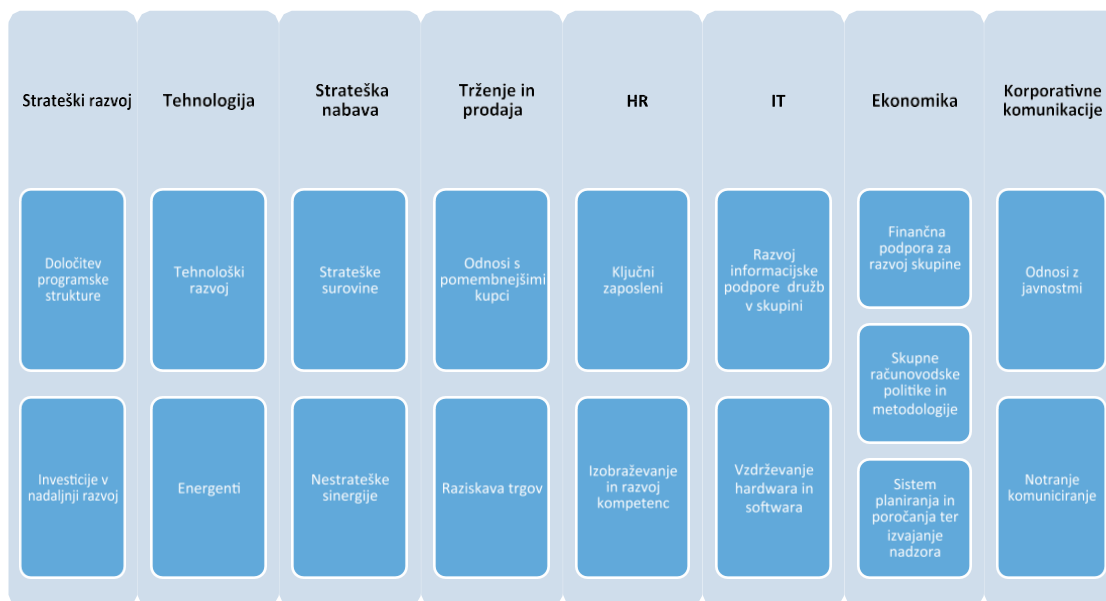 Strateški razvoj
Tehnologija
Strateška
nabava
Trženje in
prodaja
HR
IT
Ekonomika
Korporativne
komunikacije
Določitev
programske
strukture
Investicije v
nadaljnji razvoj
Tehnološki
razvoj
Energenti
Strateške
surovine
Nestrateške
sinergije
Odnosi s
pomembnejšimi
kupci
Raziskava trgov
Ključni
zaposleni
Izobraževanje
in razvoj
kompetenc
Razvoj
informacijske
podpore družb
v skupini
Vzdrževanje
hardwara in
softwara
Finančna
podpora za
razvoj skupine
Skupne
računovodske
politike in
metodologije
Sistem
planiranja in
poročanja ter
izvajanje
nadzora
Odnosi z
javnostmi
Notranje
komuniciranje